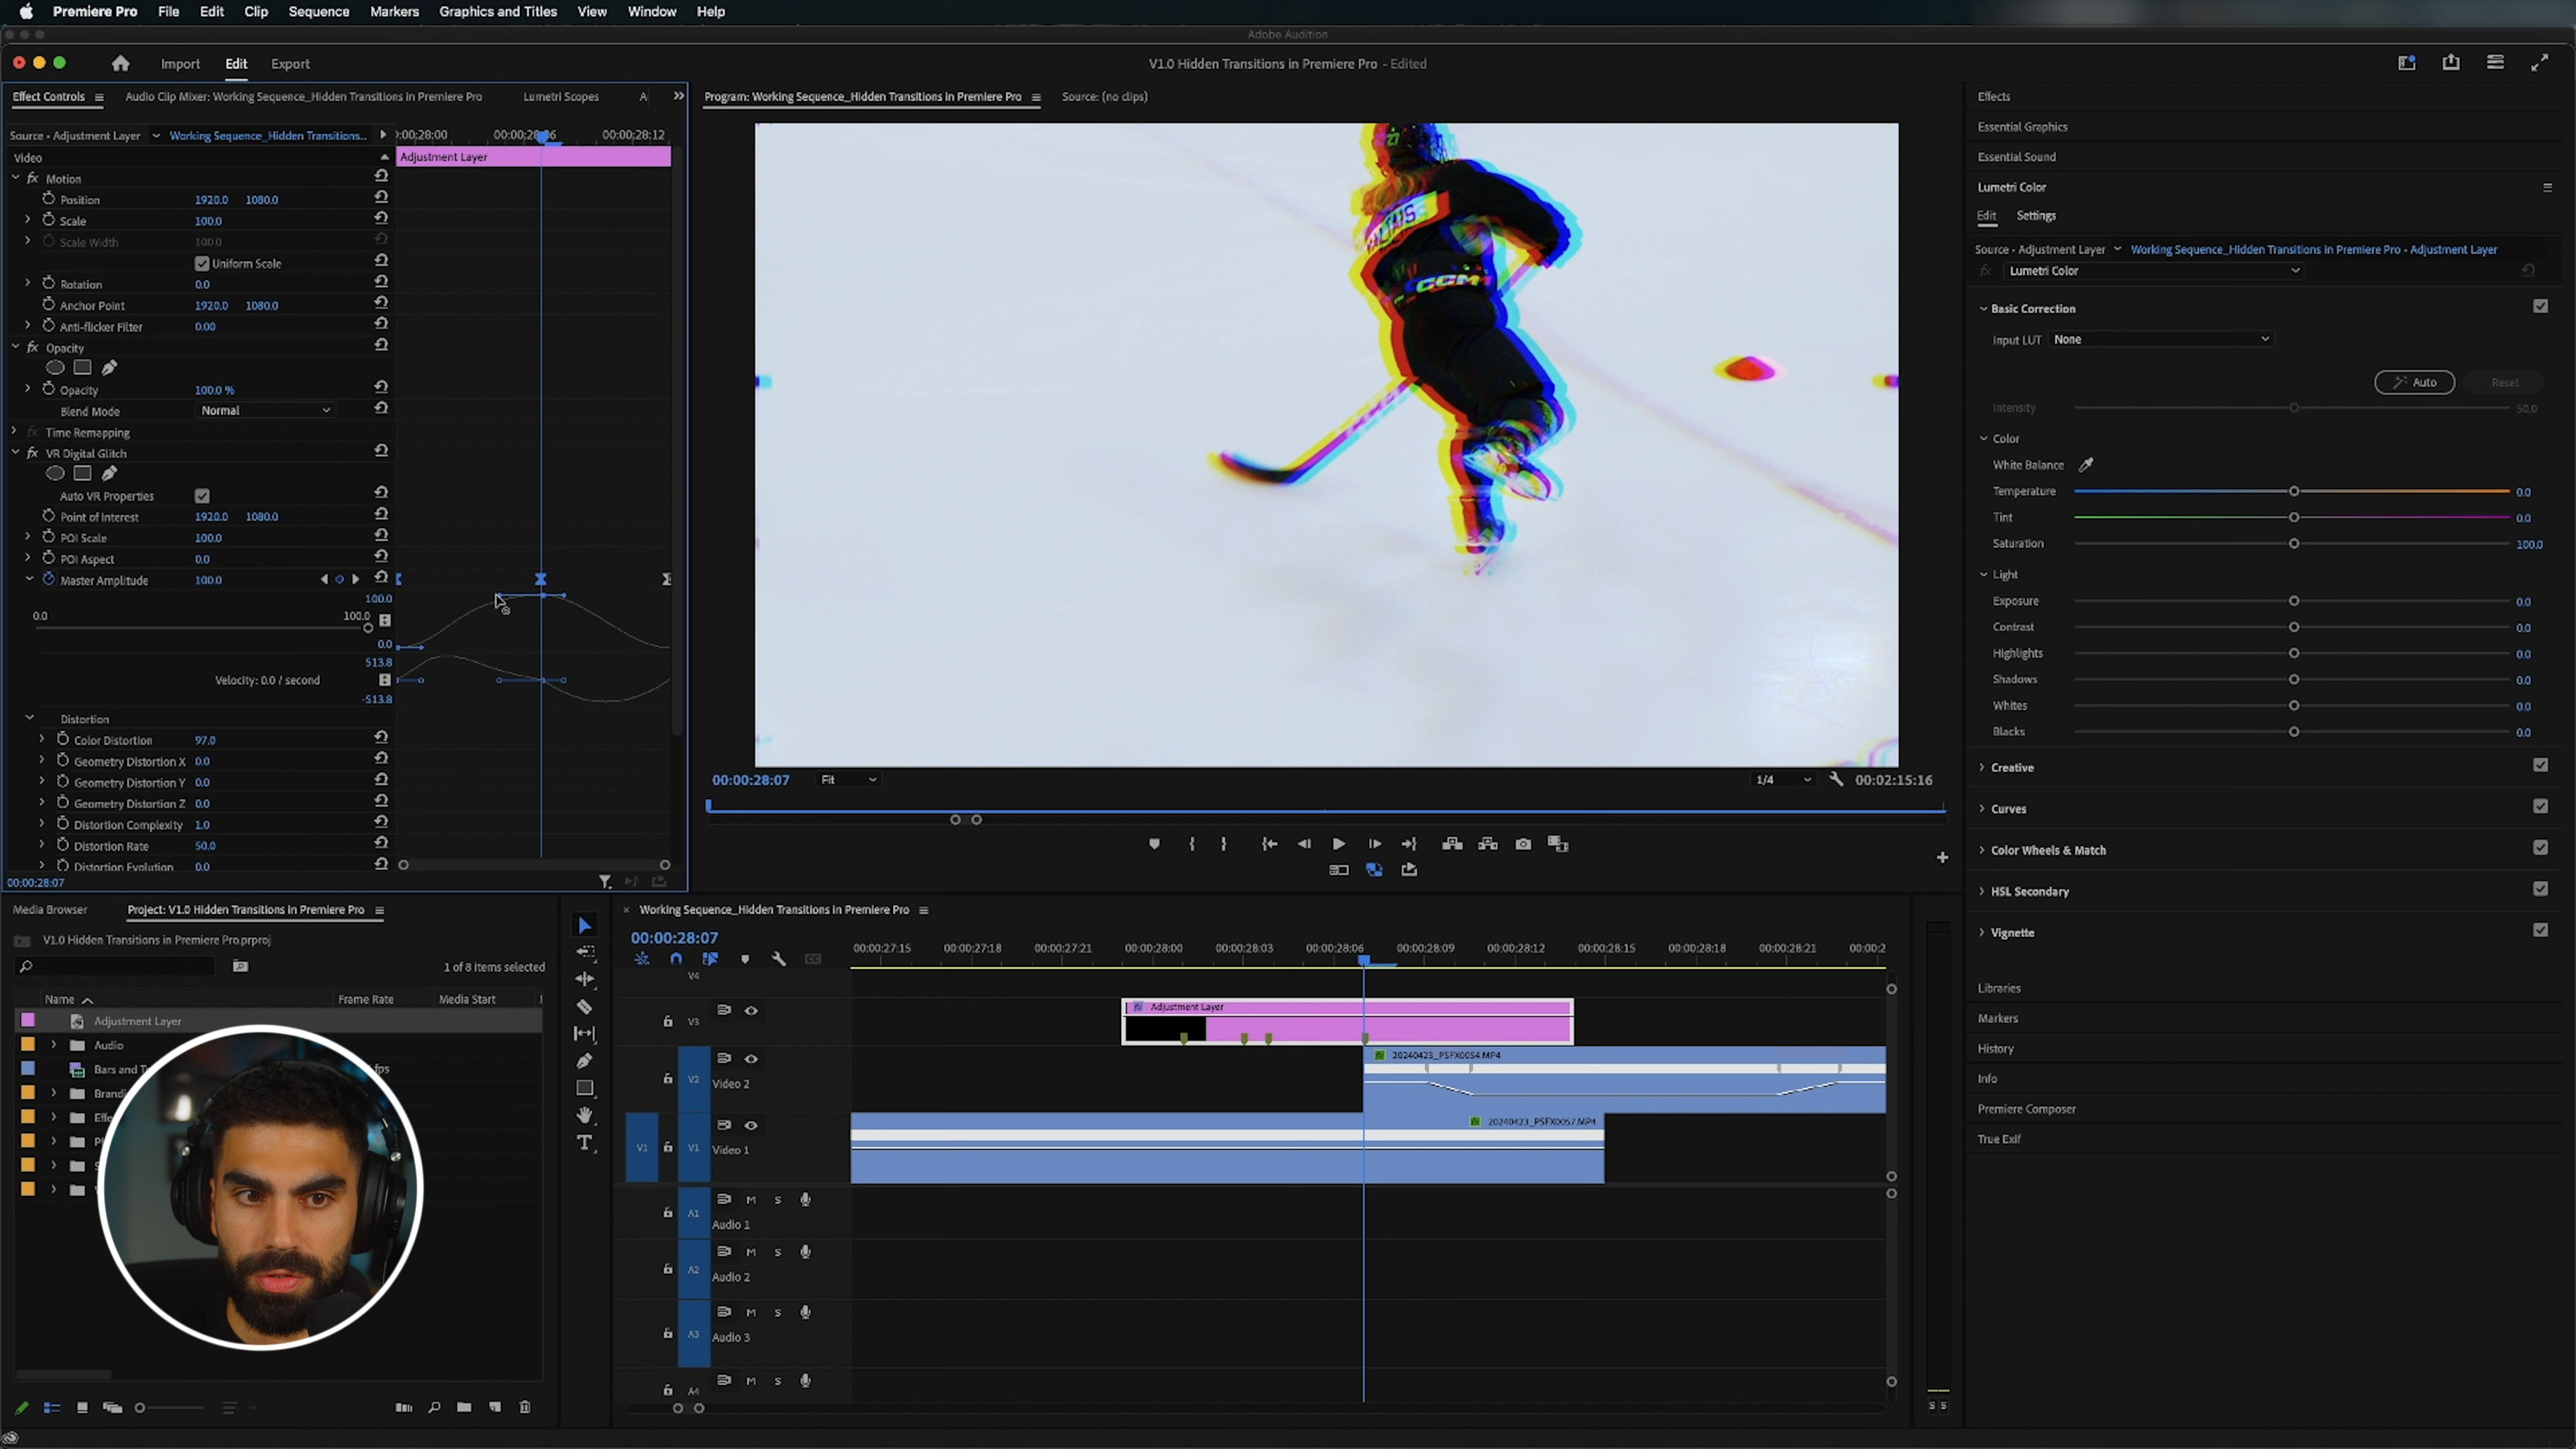 Premiere Pro File Edit Clip Sequence Markers Graphics and Titles View Window Help
Adobe Audition
Import Edit Export
V1.0 Hidden Transitions in Premiere Pro - Edited
Effect Controls Audio Clip Mixer: Working Sequence_Hidden Transitions in Premiere Pro Lumetri Scopes A
Source - Adjustment Layer Working Sequence_Hidden Transitions...
00;00;28;00 00;00;28;06 00;00;28;12
Video
Adjustment Layer
fx Motion
Position 1920.0 1080.0
Scale 100.0
Scale Width 100.0
Uniform Scale
Rotation 0.0
Anchor Point 1920.0 1080.0
Anti-flicker Filter 0.00
fx Opacity
Opacity 100.0 %
Blend Mode Normal
fx Time Remapping
fx VR Digital Glitch
Auto VR Properties
Point of Interest 1920.0 1080.0
POI Scale 100.0
POI Aspect 0.0
Master Amplitude 100.0
100.0
0.0 100.0
0.0
513.8
Velocity: 0.0 / second
-513.8
Distortion
Color Distortion 97.0
Geometry Distortion X 0.0
Geometry Distortion Y 0.0
Geometry Distortion Z 0.0
Distortion Complexity 1.0
Distortion Rate 50.0
Distortion Evolution 0.0
00:00:28:07
Program: Working Sequence_Hidden Transitions in Premiere Pro Source: (no clips)
27
CCM
00:00:28:07 Fit 1/4 00:02:15:16
Effects
Essential Graphics
Essential Sound
Lumetri Color
Edit Settings
Source - Adjustment Layer Working Sequence_Hidden Transitions in Premiere Pro - Adjustment Layer
fx Lumetri Color
Basic Correction
Input LUT None
Auto Reset
Intensity 50.0
Color
White Balance
Temperature 0.0
Tint 0.0
Saturation 100.0
Light
Exposure 0.0
Contrast 0.0
Highlights 0.0
Shadows 0.0
Whites 0.0
Blacks 0.0
Creative
Curves
Color Wheels & Match
HSL Secondary
Vignette
Libraries
Markers
History
Info
Premiere Composer
True Exif
Media Browser Project: V1.0 Hidden Transitions in Premiere Pro
V1.0 Hidden Transitions in Premiere Pro.prproj
1 of 8 items selected
Name Frame Rate Media Start
Adjustment Layer
Audio
Bars and T fps
Brandi
Effe
Working Sequence_Hidden Transitions in Premiere Pro
00:00:28:07
00:00:27:15 00:00:27:18 00:00:27:21 00:00:28:00 00:00:28:03 00:00:28:06 00:00:28:09 00:00:28:12 00:00:28:15 00:00:28:18 00:00:28:21 00:00:2
V4
V3 Adjustment Layer
V2 Video 2 20240423_PSFX0054.MP4
V1 V1 Video 1 20240423_PSFX0057.MP4
A1 M S Audio 1
A2 M S Audio 2
A3 M S Audio 3
A4 M S
S S